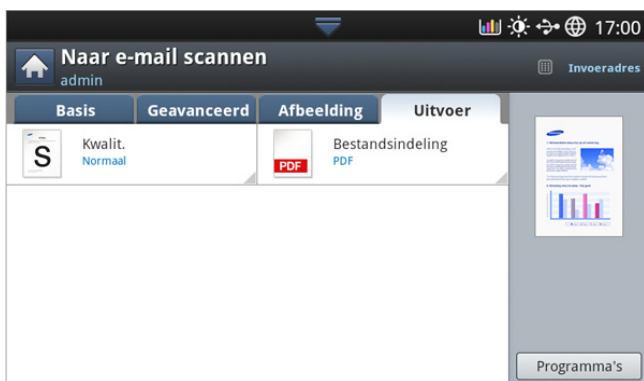 17:00
Naar e-mail scannen
admin
Invoeradres
Basis Geavanceerd Afbeelding Uitvoer
S Kwalit.
Normaal
PDF Bestandsindeling
PDF
Programma's